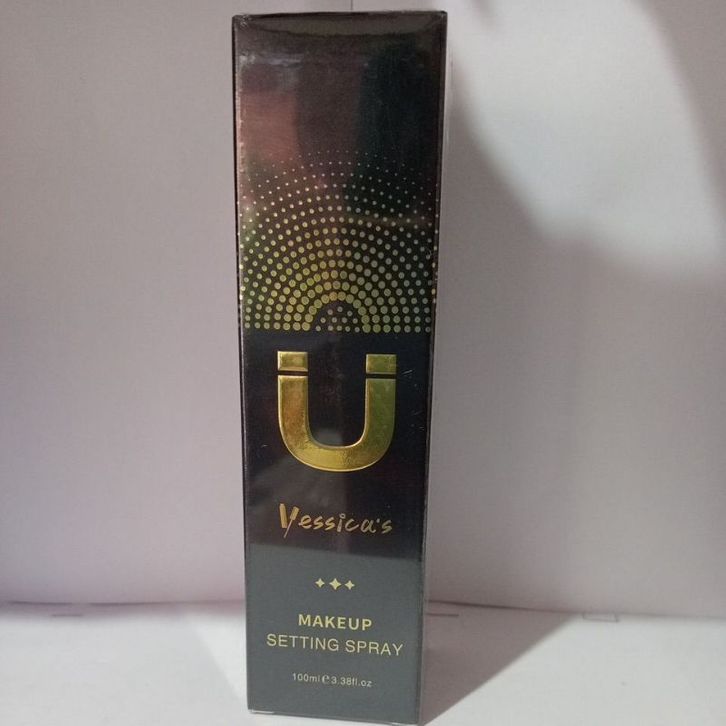 Ü
Yessica's
MAKEUP
SETTING SPRAY
100ml℮3.38fl.oz